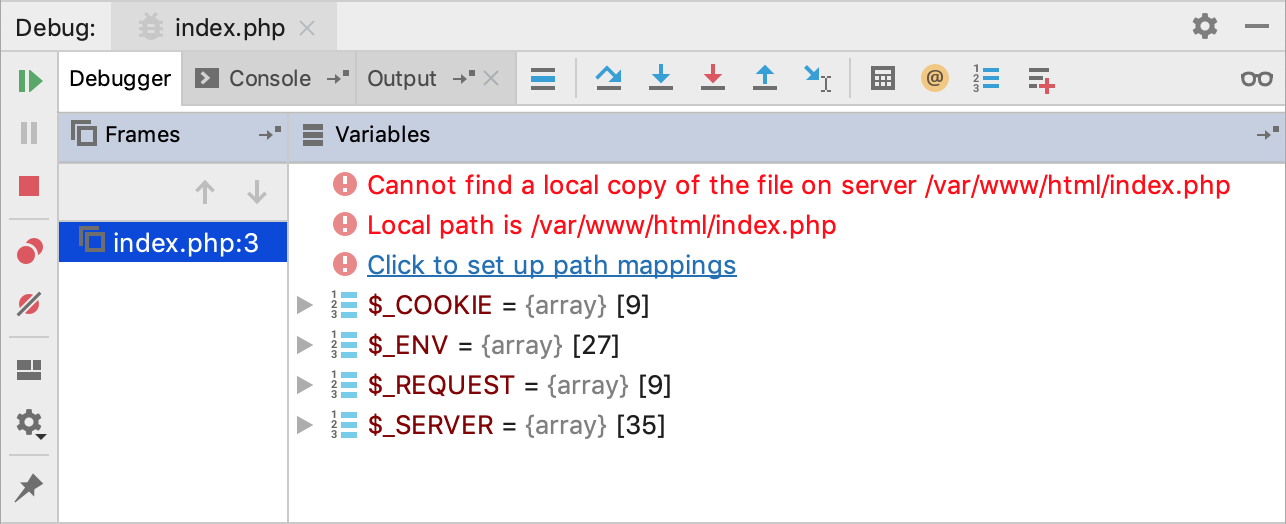 Debug: index.php
Debugger Console Output
Frames Variables
Cannot find a local copy of the file on server /var/www/html/index.php
Local path is /var/www/html/index.php
index.php:3
Click to set up path mappings
$_COOKIE = {array} [9]
$_ENV = {array} [27]
$_REQUEST = {array} [9]
$_SERVER = {array} [35]